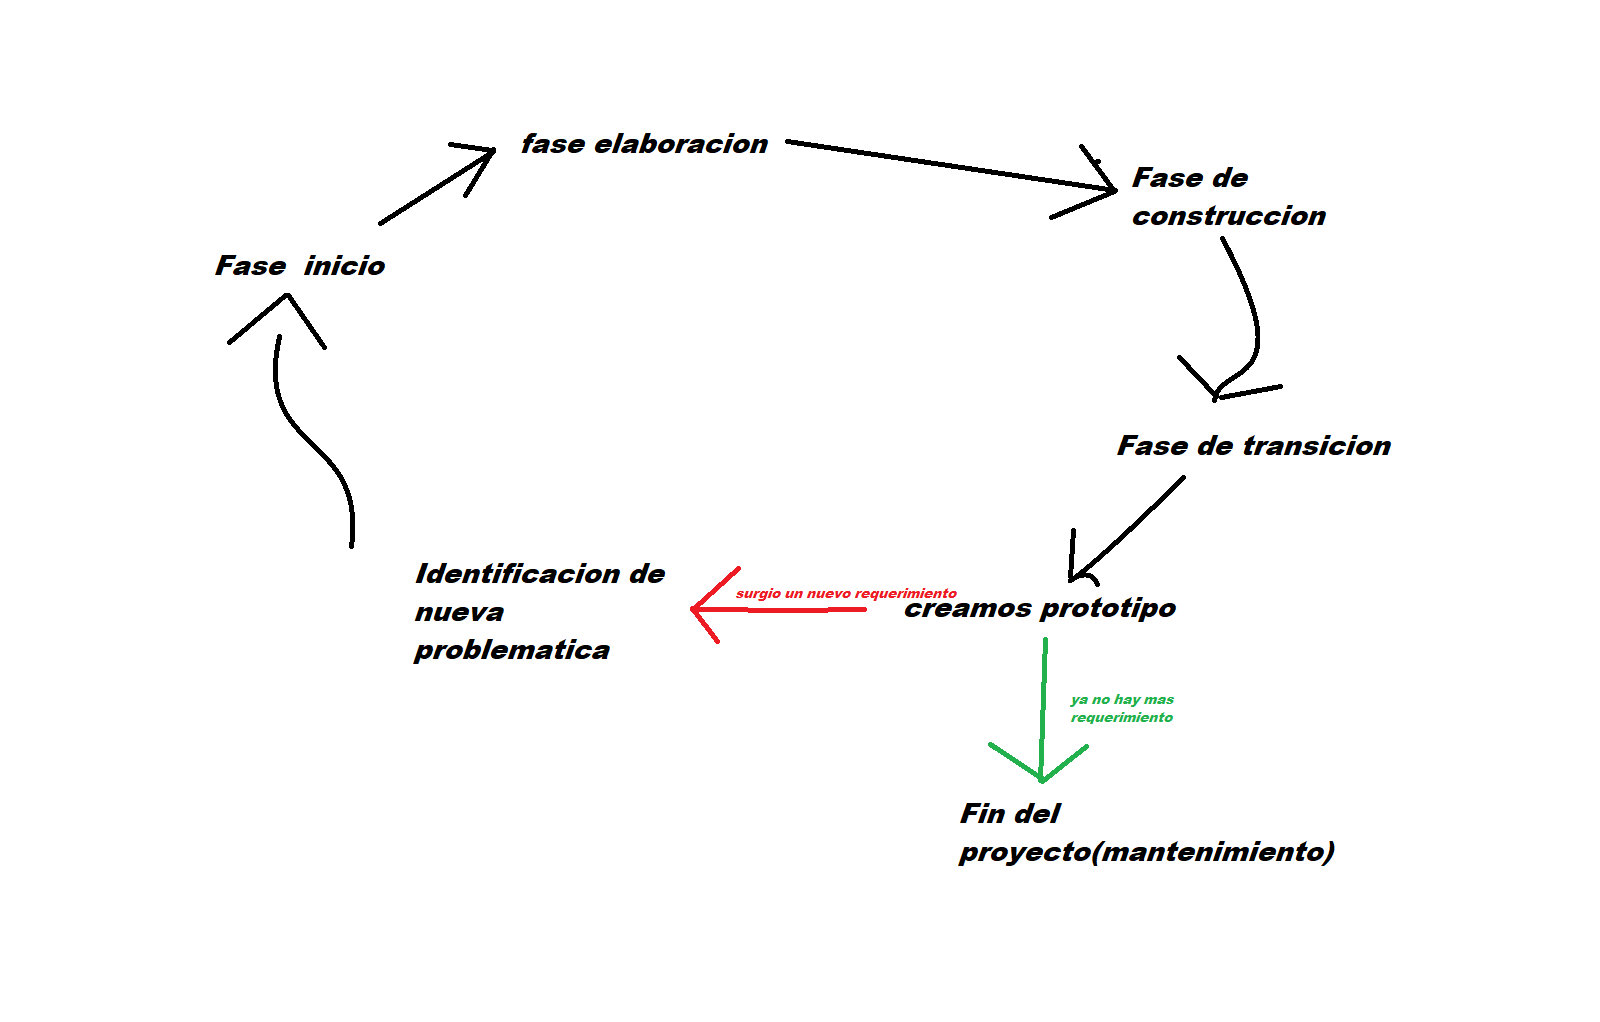 fase elaboracion
Fase de
construccion
Fase  inicio
Fase de transicion
Identificacion de
nueva
problematica
surgio un nuevo requerimiento
creamos prototipo
ya no hay mas
requerimiento
Fin del
proyecto(mantenimiento)